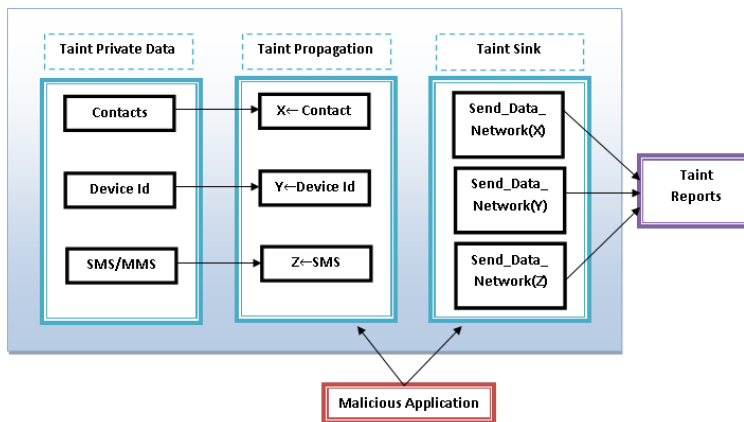 Taint Private Data
Taint Propagation
Taint Sink
Contacts
X← Contact
Send_Data_
Network(X)
Device Id
Y←Device Id
Send_Data_
Network(Y)
SMS/MMS
Z←SMS
Send_Data_
Network(Z)
Taint
Reports
Malicious Application